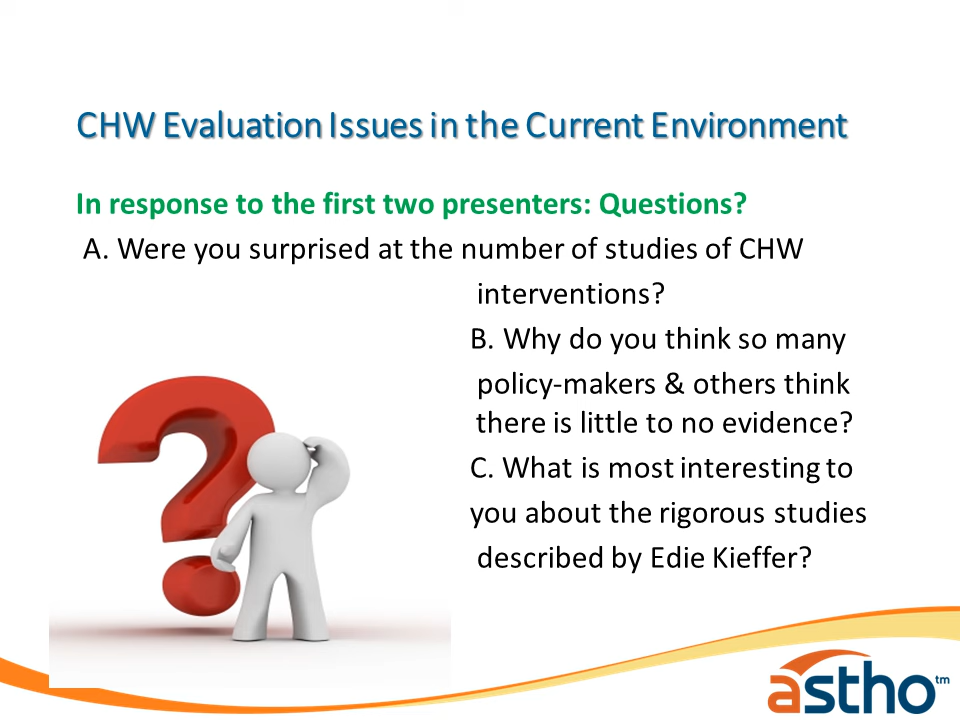 CHW Evaluation Issues in the Current Environment
In response to the first two presenters: Questions?
A. Were you surprised at the number of studies of CHW
interventions?
B. Why do you think so many
policy-makers & others think
there is little to no evidence?
C. What is most interesting to
you about the rigorous studies
described by Edie Kieffer?
astho tm